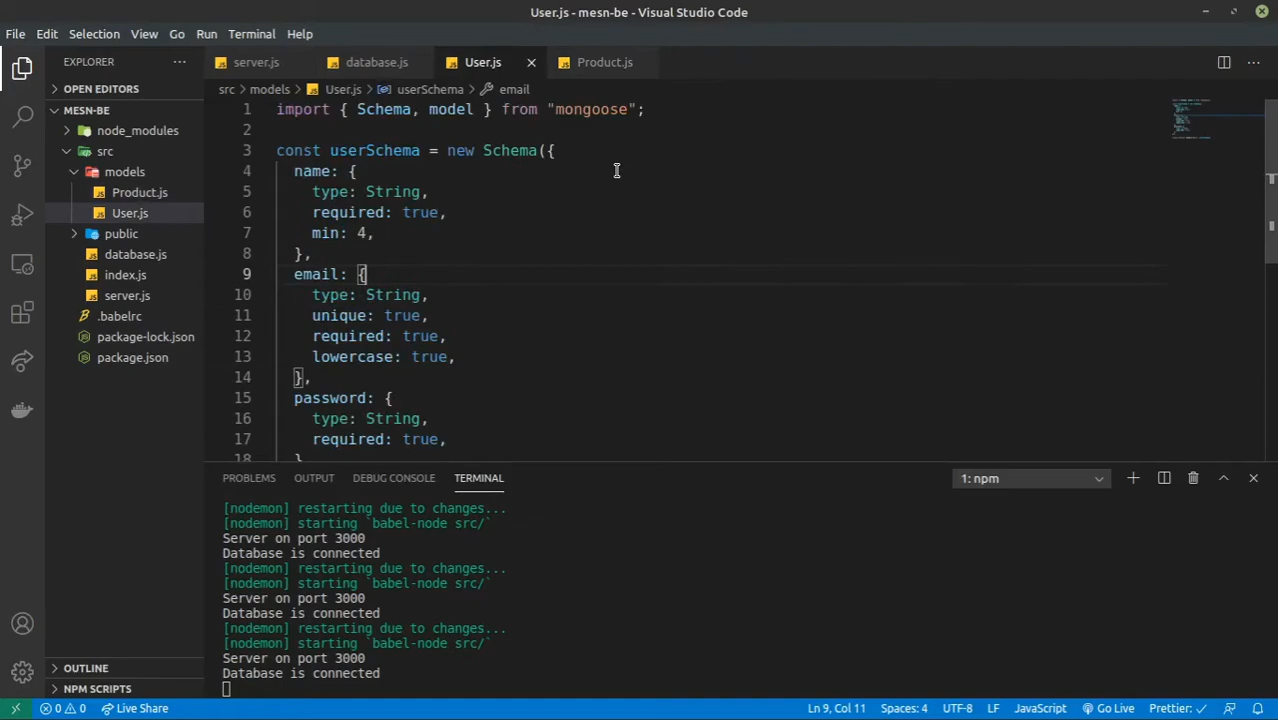 User.js - mesn-be - Visual Studio Code
File Edit Selection View Go Run Terminal Help
EXPLORER
OPEN EDITORS
MESN-BE
node_modules
src
models
Product.js
User.js
public
database.js
index.js
server.js
.babelrc
package-lock.json
package.json
OUTLINE
NPM SCRIPTS
server.js database.js User.js Product.js
src models User.js userSchema email
1 import { Schema, model } from "mongoose";
2
3 const userSchema = new Schema({
4 name: {
5 type: String,
6 required: true,
7 min: 4,
8 },
9 email: {
10 type: String,
11 unique: true,
12 required: true,
13 lowercase: true,
14 },
15 password: {
16 type: String,
17 required: true,
18 }
PROBLEMS OUTPUT DEBUG CONSOLE TERMINAL 1: npm
[nodemon] restarting due to changes...
[nodemon] starting `babel-node src/`
Server on port 3000
Database is connected
[nodemon] restarting due to changes...
[nodemon] starting `babel-node src/`
Server on port 3000
Database is connected
[nodemon] restarting due to changes...
[nodemon] starting `babel-node src/`
Server on port 3000
Database is connected
0 0 Live Share Ln 9, Col 11 Spaces: 4 UTF-8 LF JavaScript Go Live Prettier: ✓